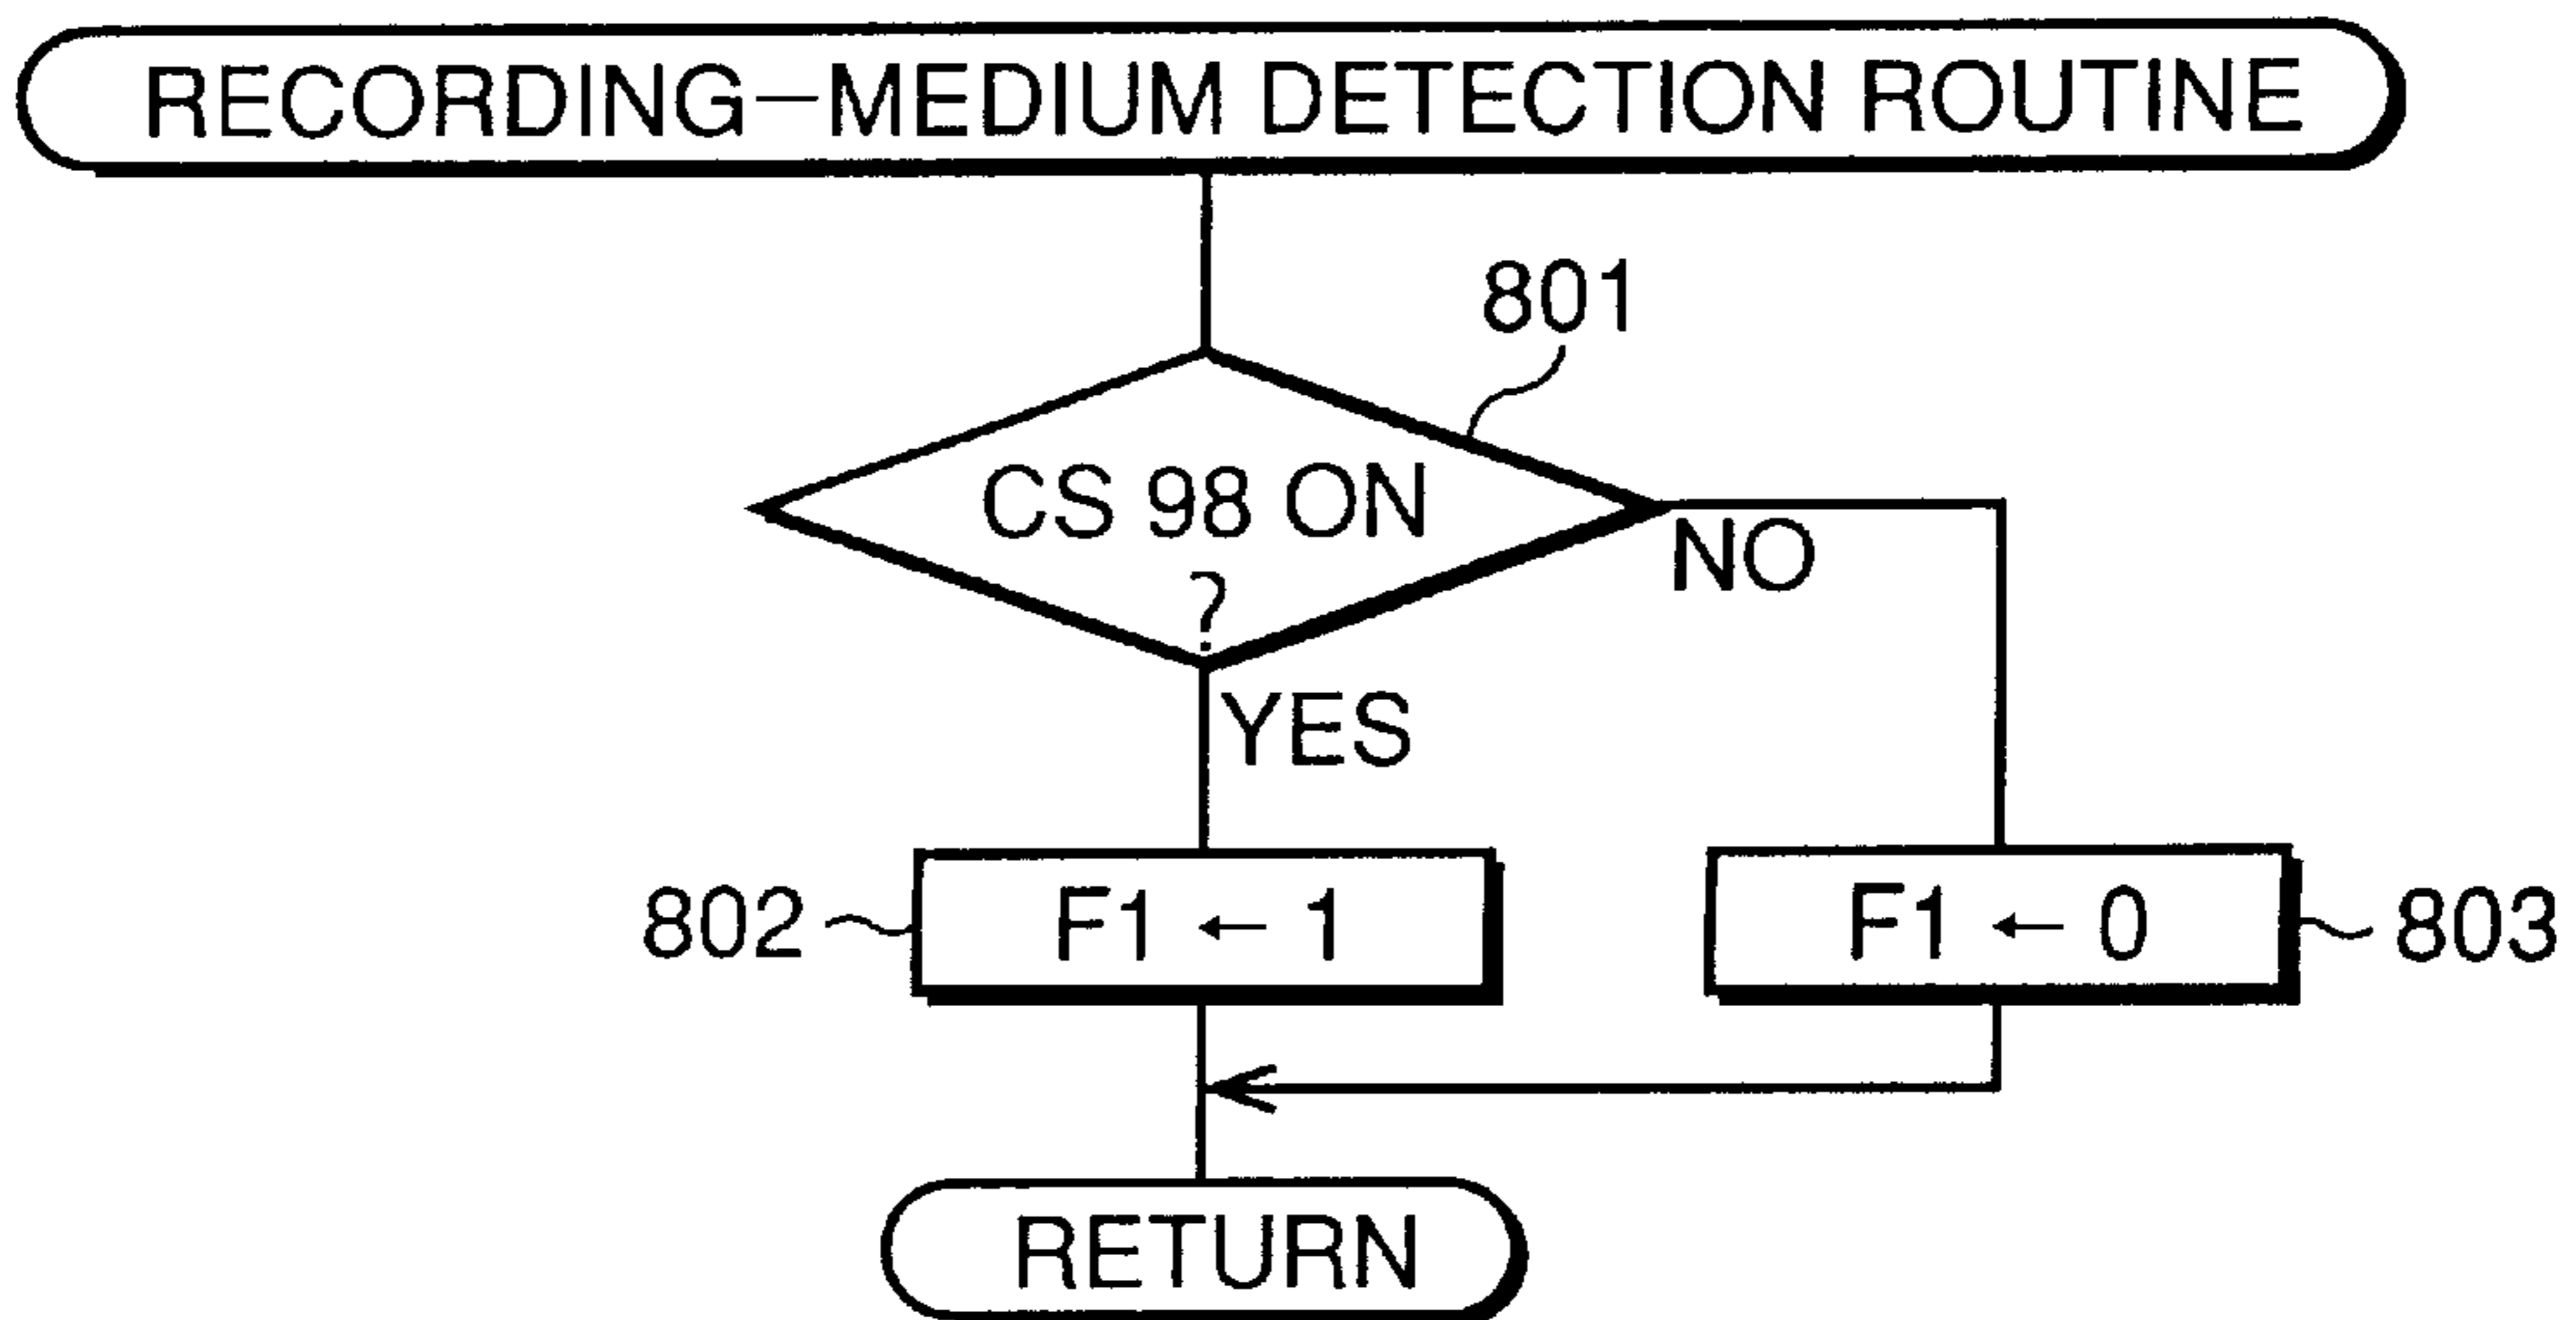 RECORDING—MEDIUM DETECTION ROUTINE
801
CS 98 ON
?
NO
YES
802
F1 ← 1
F1 ← 0
803
RETURN